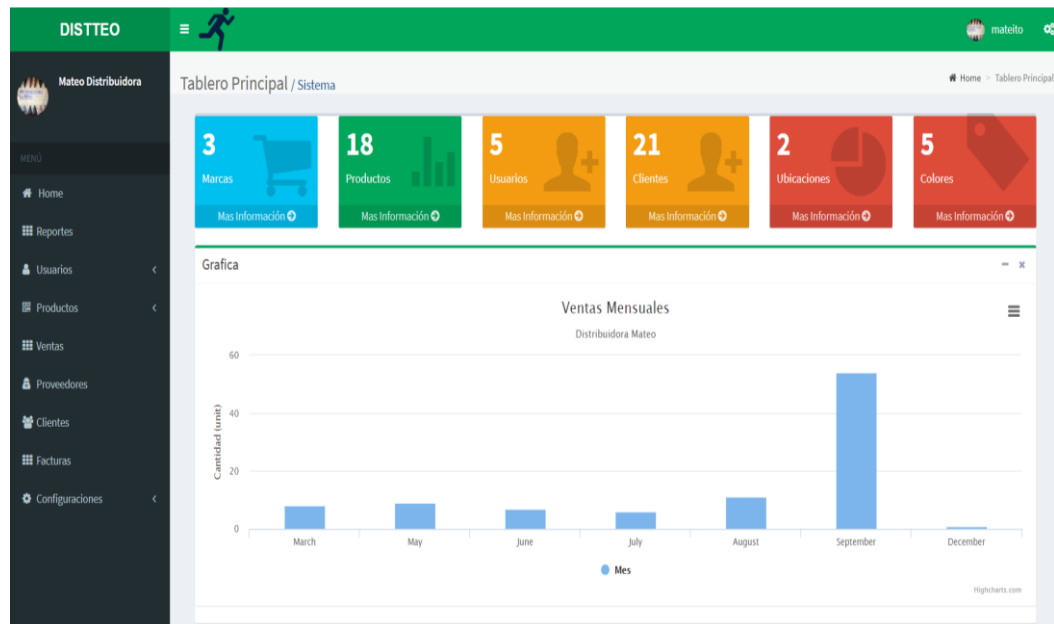 DISTTEO
mateito
Mateo Distribuidora
Tablero Principal / Sistema
Home > Tablero Principal
MENÚ
Home
Reportes
Usuarios
Productos
Ventas
Proveedores
Clientes
Facturas
Configuraciones
3
Marcas
Mas Información
18
Productos
Mas Información
5
Usuarios
Mas Información
21
Clientes
Mas Información
2
Ubicaciones
Mas Información
5
Colores
Mas Información
Grafica
Ventas Mensuales
Distribuidora Mateo
Cantidad (unit)
60
40
20
0
March
May
June
July
August
September
December
Mes
Highcharts.com